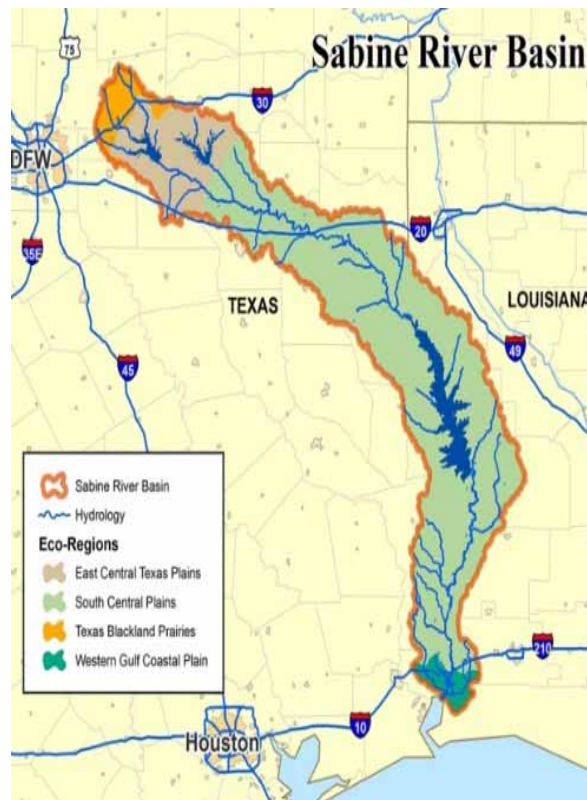 Sabine River Basin
75
30
DFW
20
35E
TEXAS
LOUISIANA
49
45
Sabine River Basin
Hydrology
Eco-Regions
East Central Texas Plains
South Central Plains
Texas Blackland Prairies
Western Gulf Coastal Plain
210
10
Houston